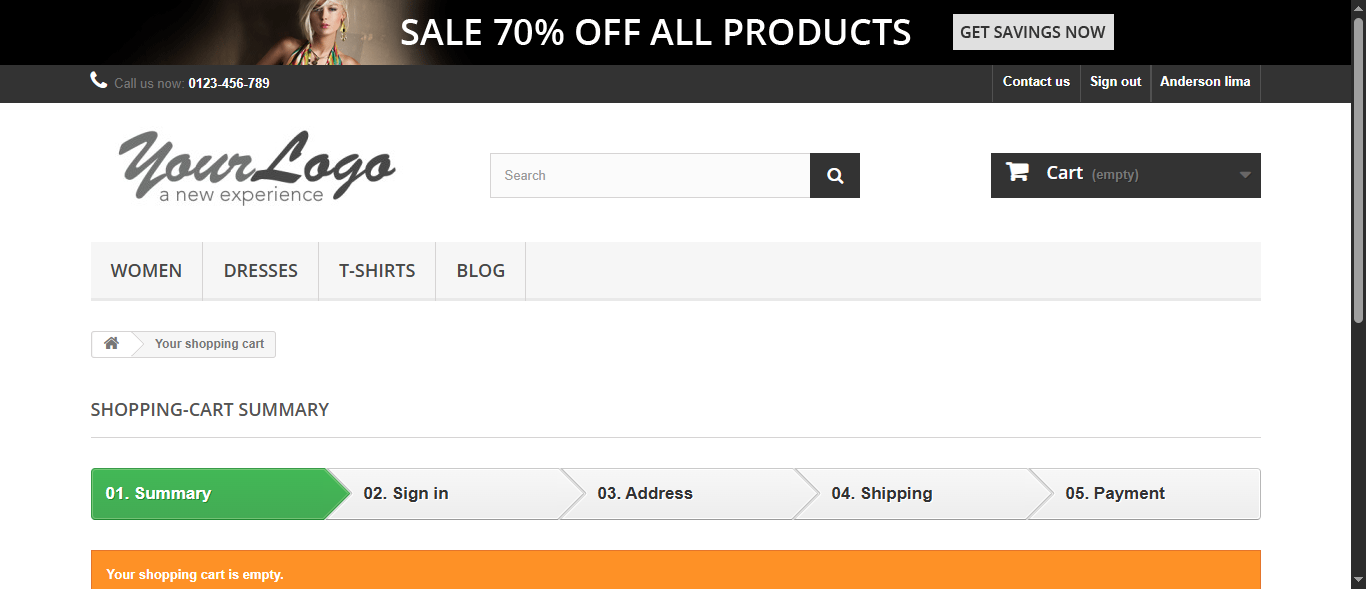 SALE 70% OFF ALL PRODUCTS GET SAVINGS NOW
Call us now: 0123-456-789 Contact us Sign out Anderson lima
YourLogo
a new experience
Search Cart (empty)
WOMEN DRESSES T-SHIRTS BLOG
Your shopping cart
SHOPPING-CART SUMMARY
01. Summary 02. Sign in 03. Address 04. Shipping 05. Payment
Your shopping cart is empty.